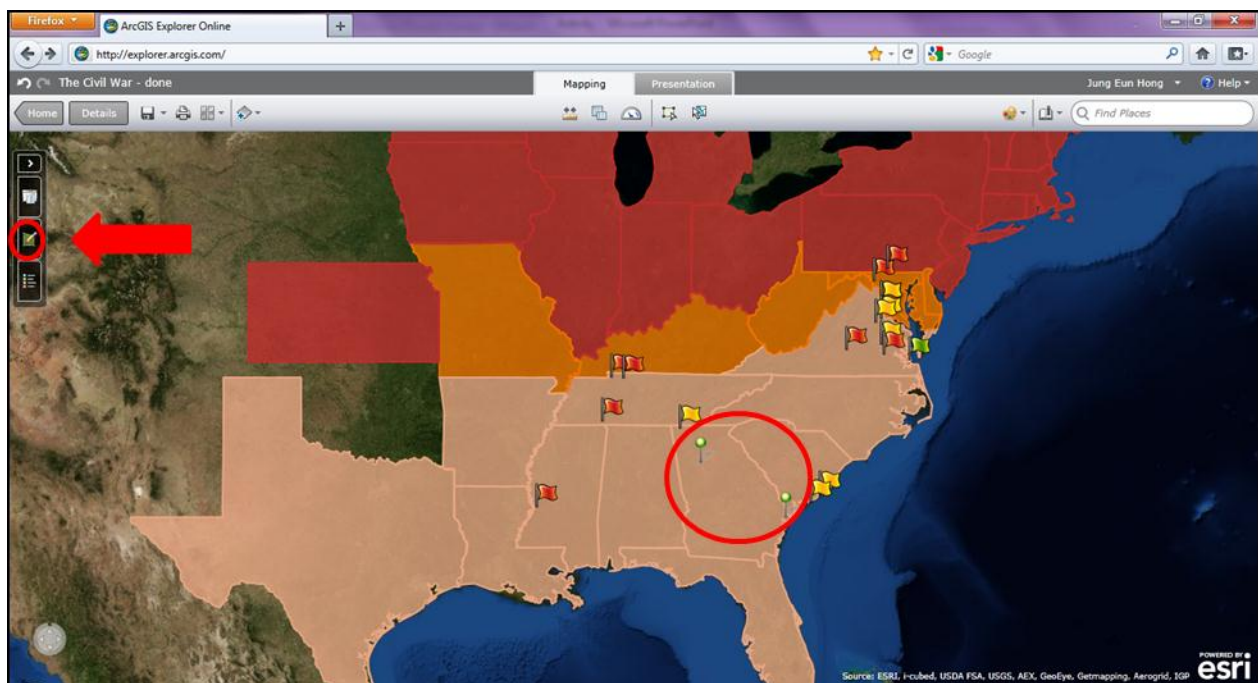 Firefox
ArcGIS Explorer Online
+
http://explorer.arcgis.com/
Google
The Civil War - done
Mapping
Presentation
Jung Eun Hong
Help
Home
Details
Find Places
Source: ESRI, i-cubed, USDA FSA, USGS, AEX, GeoEye, Getmapping, Aerogrid, IGP
POWERED BY
esri